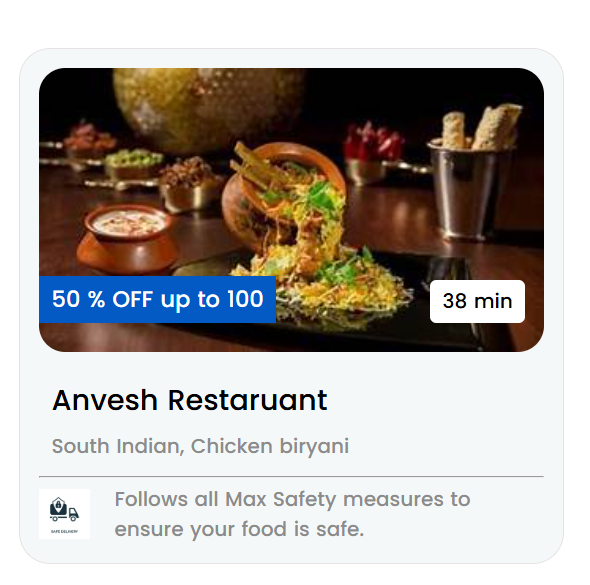 50 % OFF up to 100
38 min
Anvesh Restaruant
South Indian, Chicken biryani
Follows all Max Safety measures to
ensure your food is safe.
SAFE DELIVERY